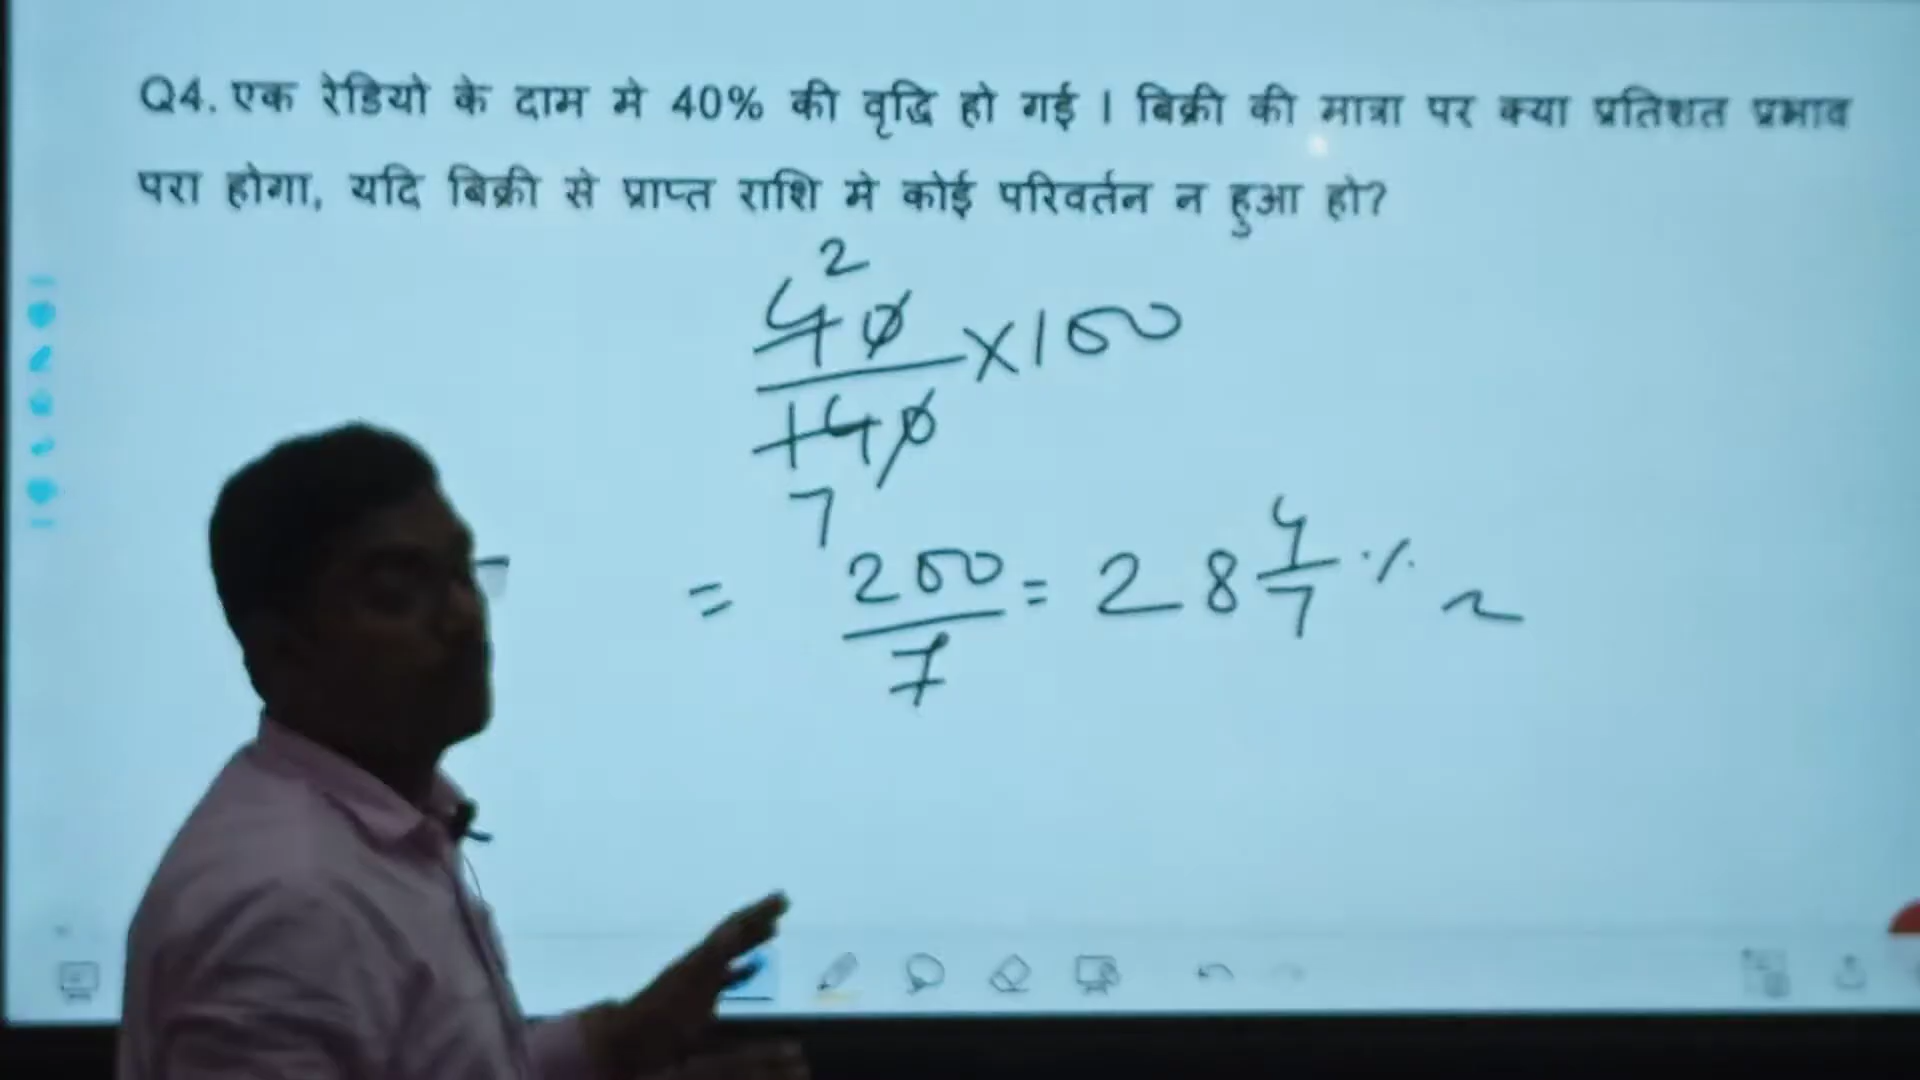 Q4. एक रेडियो के दाम मे 40% की वृद्धि हो गई । बिक्री की मात्रा पर क्या प्रतिशत प्रभाव
परा होगा, यदि बिक्री से प्राप्त राशि मे कोई परिवर्तन न हुआ हो?
2
40/140 × 100
7
= 200/7 = 28 4/7 %